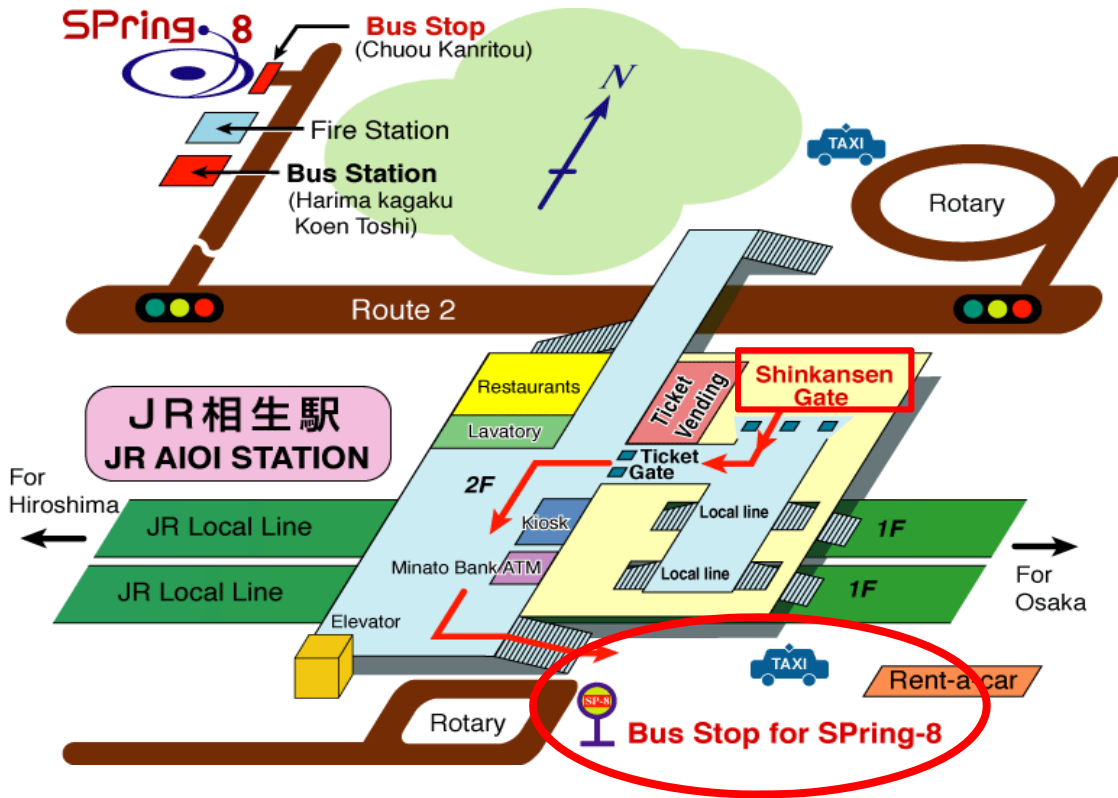 SPring-8
Bus Stop
(Chuou Kanritou)
N
Fire Station
TAXI
Bus Station
(Harima kagaku
Koen Toshi)
Rotary
Route 2
Restaurants
Ticket
Vending
Shinkansen
Gate
JR相生駅
JR AIOI STATION
Lavatory
Ticket
Gate
For
Hiroshima
2F
JR Local Line
Kiosk
Local line
1F
Minato Bank ATM
JR Local Line
Local line
1F
For
Osaka
Elevator
TAXI
Rent-a-car
SP-8
Rotary
Bus Stop for SPring-8